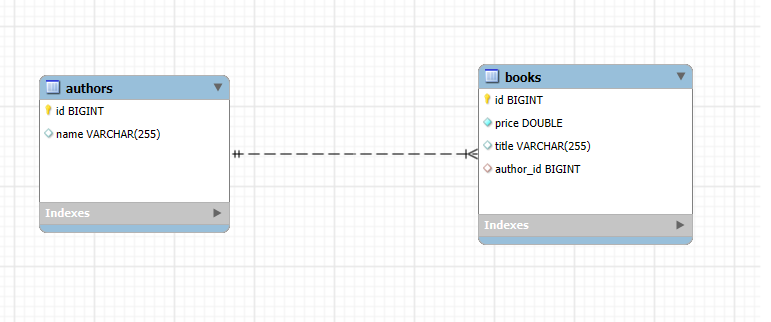 authors
id BIGINT
name VARCHAR(255)
Indexes
books
id BIGINT
price DOUBLE
title VARCHAR(255)
author_id BIGINT
Indexes